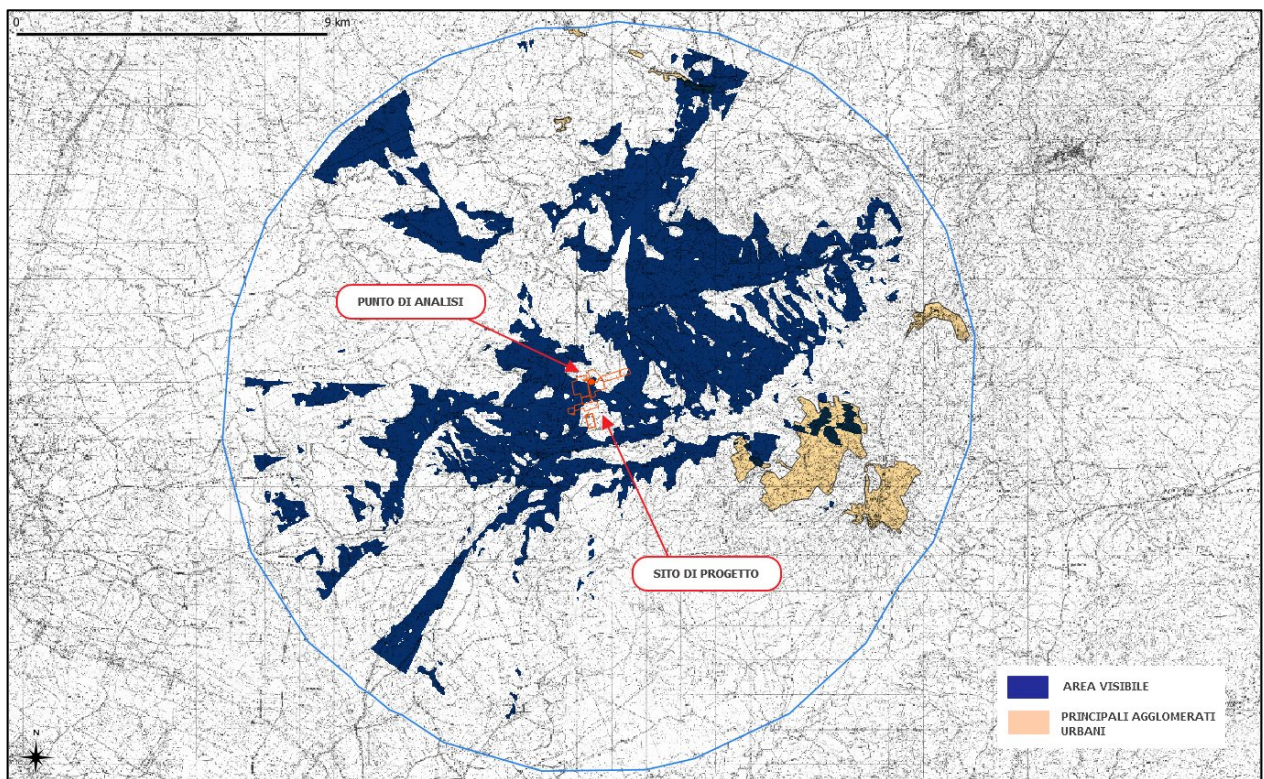 0 9 km
PUNTO DI ANALISI
SITO DI PROGETTO
AREA VISIBILE
PRINCIPALI AGGLOMERATI
URBANI
N